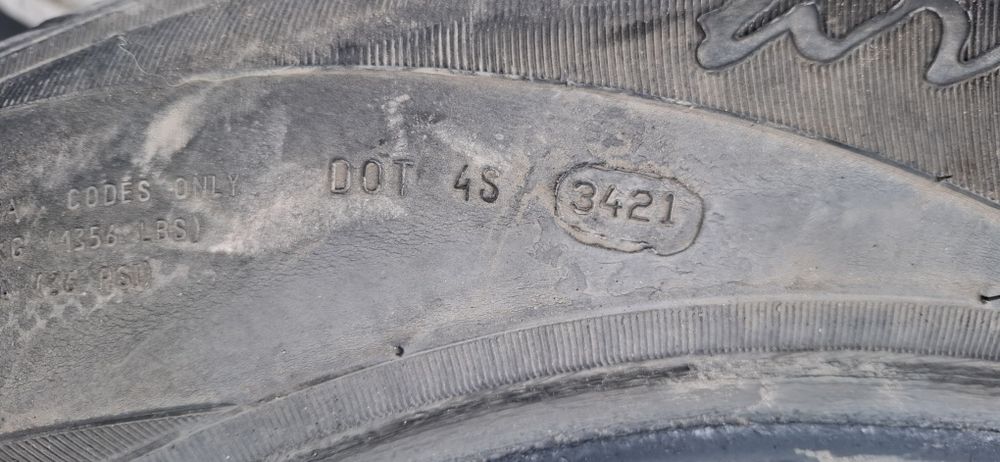 CODES ONLY
(1356 LBS)
DOT 4S 3421